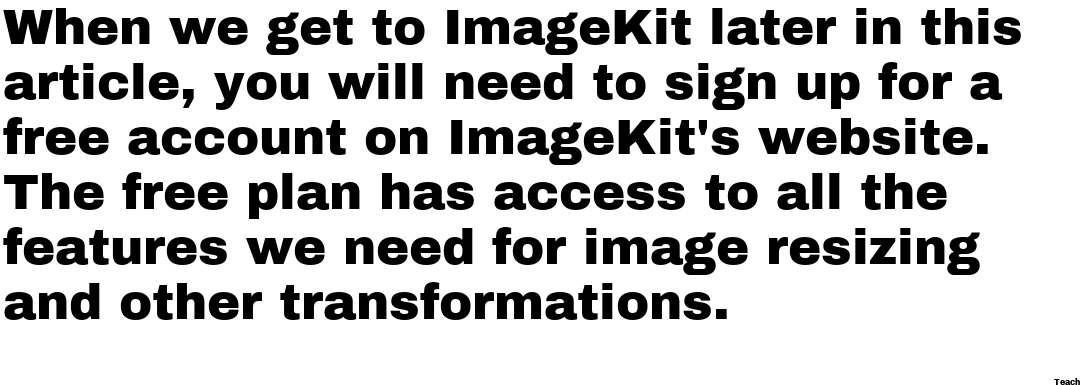 When we get to ImageKit later in this
article, you will need to sign up for a
free account on ImageKit's website.
The free plan has access to all the
features we need for image resizing
and other transformations.
Teach